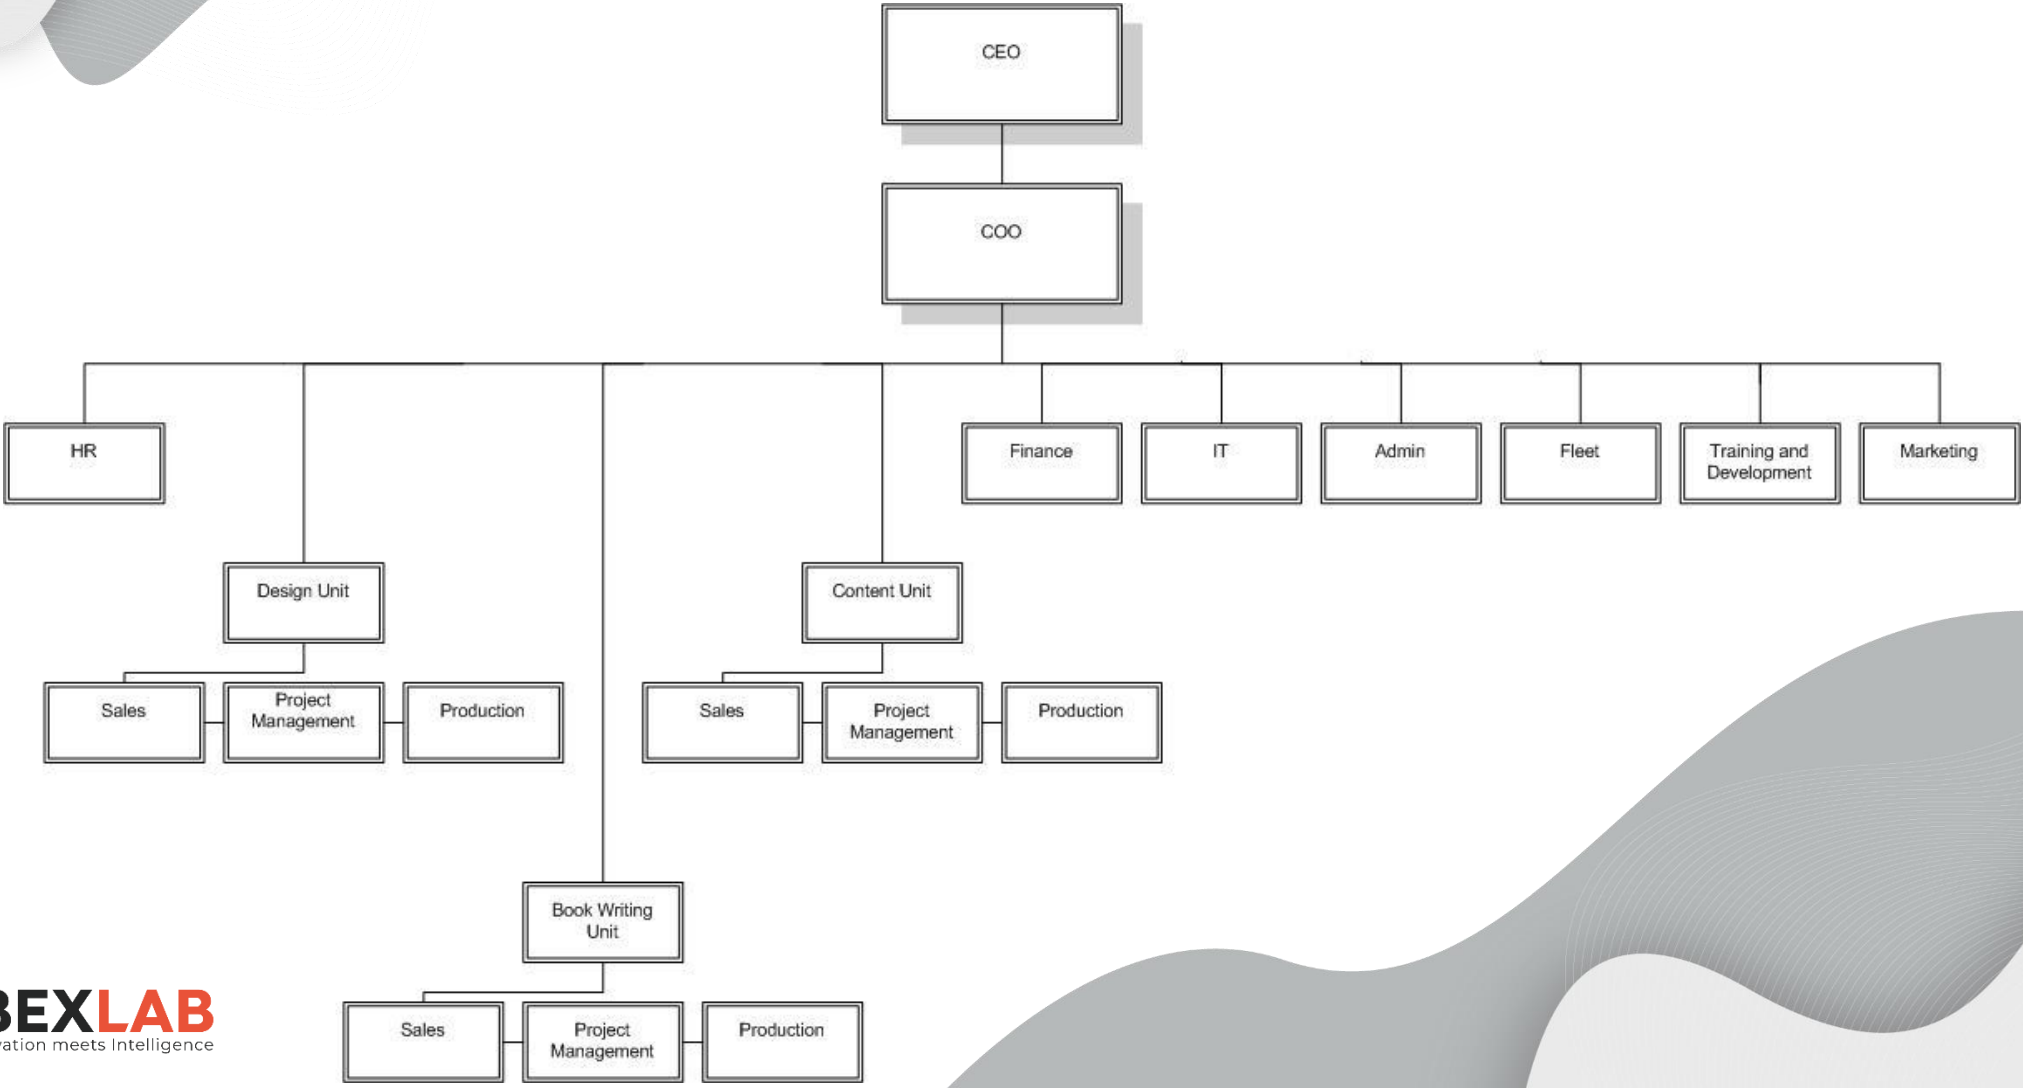 CEO
COO
HR
Finance
IT
Admin
Fleet
Training and
Development
Marketing
Design Unit
Content Unit
Sales
Project
Management
Production
Sales
Project
Management
Production
Book Writing
Unit
Sales
Project
Management
Production
BEXLAB
vation meets Intelligence